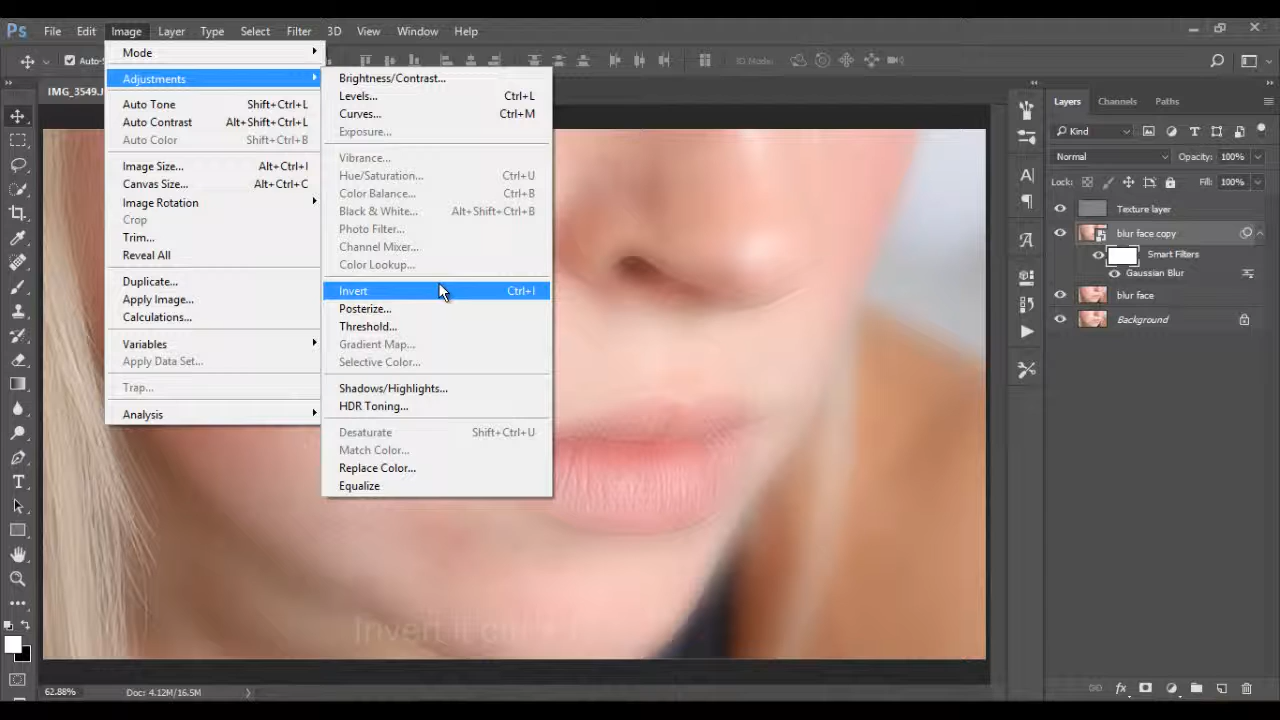 Ps File Edit Image Layer Type Select Filter 3D View Window Help
Auto-S 3D Model:
IMG_3549.J
Mode
Adjustments
Auto Tone Shift+Ctrl+L
Auto Contrast Alt+Shift+Ctrl+L
Auto Color Shift+Ctrl+B
Image Size... Alt+Ctrl+I
Canvas Size... Alt+Ctrl+C
Image Rotation
Crop
Trim...
Reveal All
Duplicate...
Apply Image...
Calculations...
Variables
Apply Data Set...
Trap...
Analysis
Brightness/Contrast...
Levels... Ctrl+L
Curves... Ctrl+M
Exposure...
Vibrance...
Hue/Saturation... Ctrl+U
Color Balance... Ctrl+B
Black & White... Alt+Shift+Ctrl+B
Photo Filter...
Channel Mixer...
Color Lookup...
Invert Ctrl+I
Posterize...
Threshold...
Gradient Map...
Selective Color...
Shadows/Highlights...
HDR Toning...
Desaturate Shift+Ctrl+U
Match Color...
Replace Color...
Equalize
Layers Channels Paths
Kind
Normal Opacity: 100%
Lock: Fill: 100%
Texture layer
blur face copy
Smart Filters
Gaussian Blur
blur face
Background
Invert it
62.88% Doc: 4.12M/16.5M